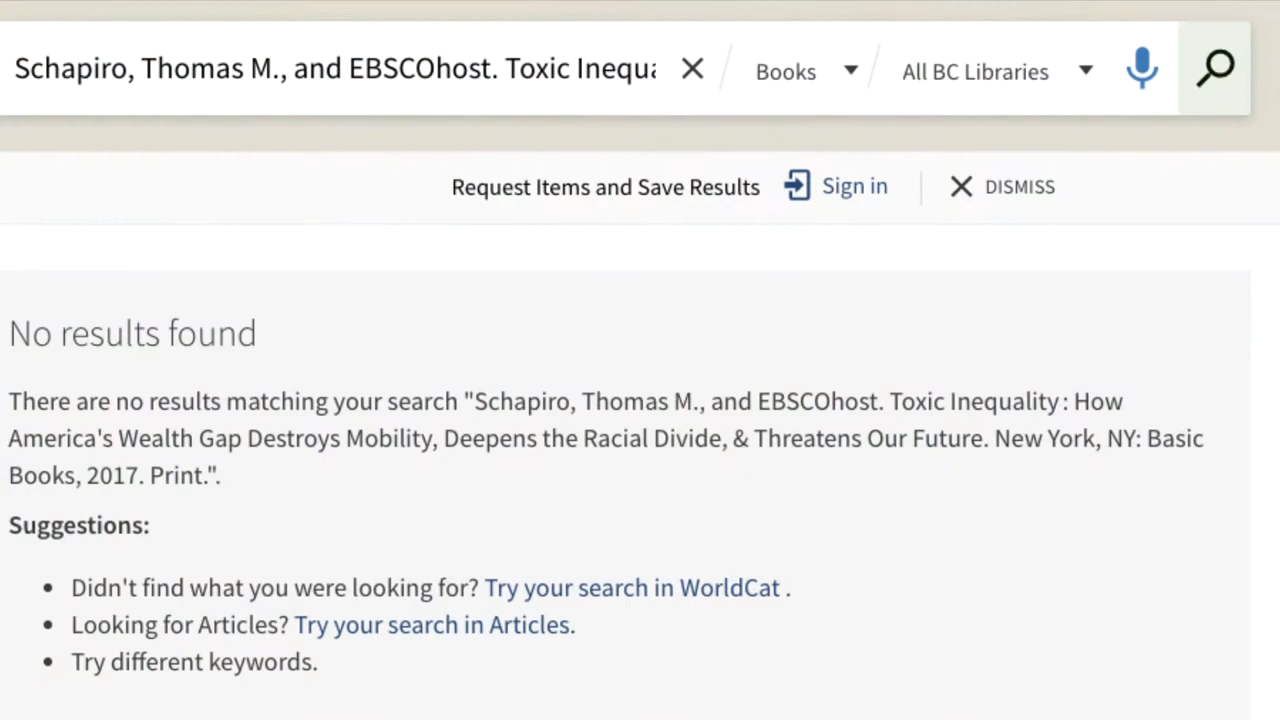 Schapiro, Thomas M., and EBSCOhost. Toxic Inequa
Books
All BC Libraries
Request Items and Save Results Sign in DISMISS
No results found
There are no results matching your search "Schapiro, Thomas M., and EBSCOhost. Toxic Inequality : How
America's Wealth Gap Destroys Mobility, Deepens the Racial Divide, & Threatens Our Future. New York, NY: Basic
Books, 2017. Print.".
Suggestions:
• Didn't find what you were looking for? Try your search in WorldCat .
• Looking for Articles? Try your search in Articles.
• Try different keywords.